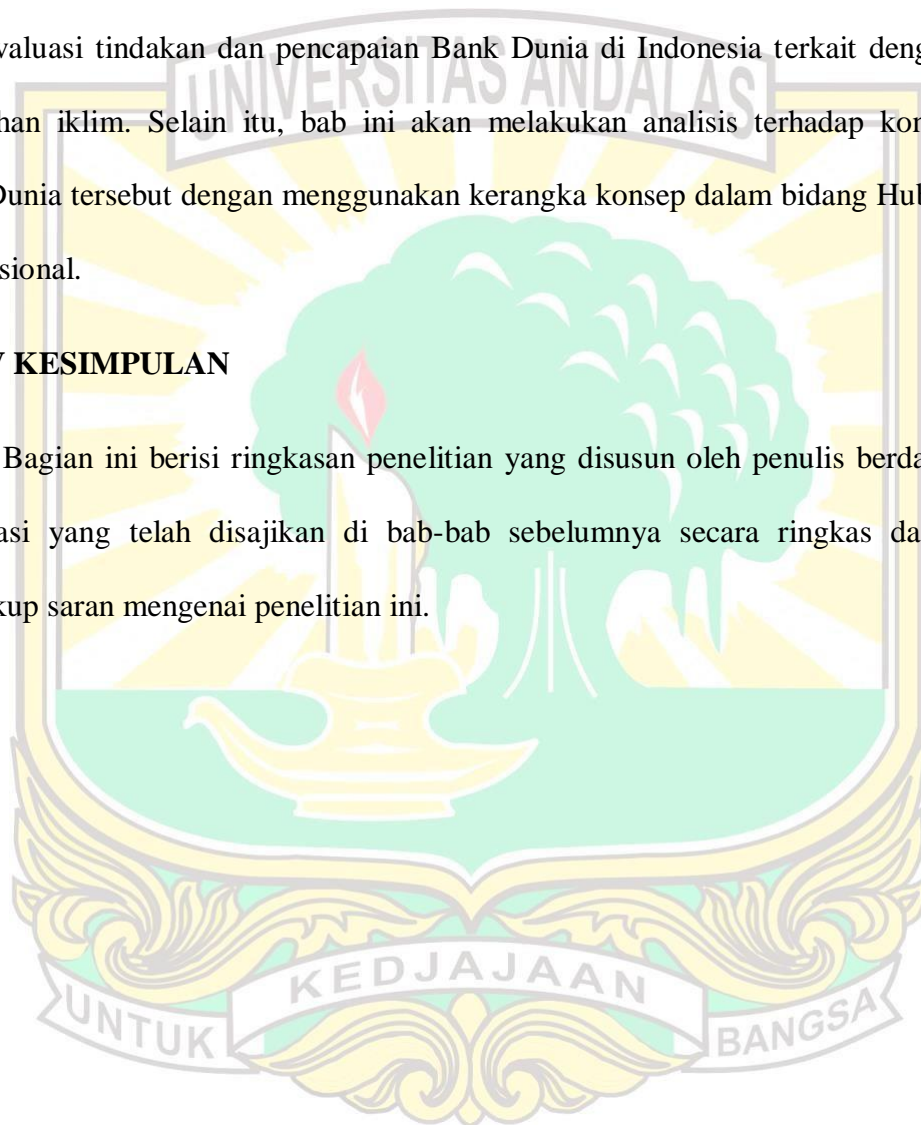 valuasi tindakan dan pencapaian Bank Dunia di Indonesia terkait deng
han iklim. Selain itu, bab ini akan melakukan analisis terhadap kon
Dunia tersebut dengan menggunakan kerangka konsep dalam bidang Hub
sional.
KESIMPULAN
Bagian ini berisi ringkasan penelitian yang disusun oleh penulis berda
asi yang telah disajikan di bab-bab sebelumnya secara ringkas da
kup saran mengenai penelitian ini.
UNIVERSITAS ANDALAS
UNTUK KEDJAJAAN BANGSA